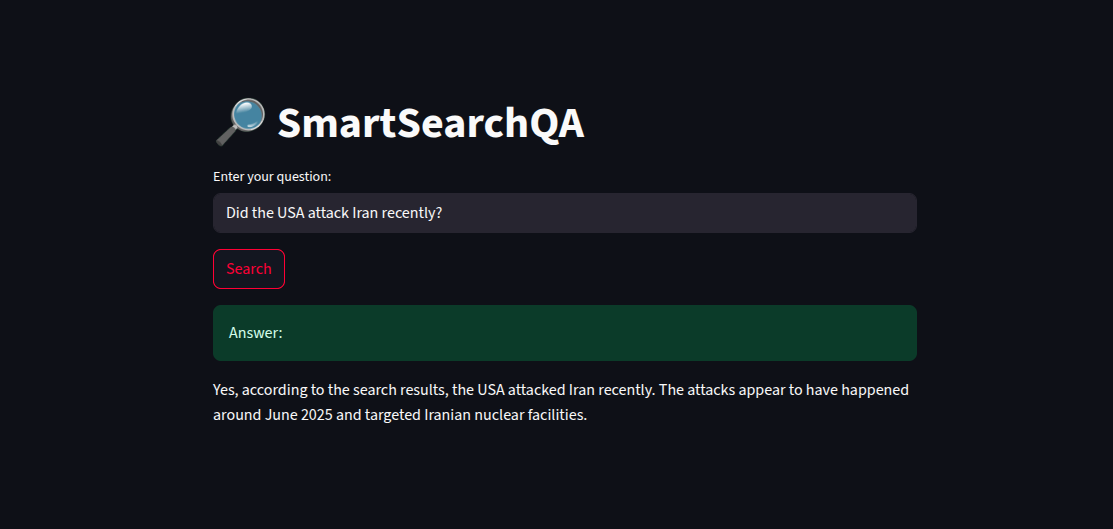 SmartSearchQA
Enter your question:
Did the USA attack Iran recently?
Search
Answer:
Yes, according to the search results, the USA attacked Iran recently. The attacks appear to have happened
around June 2025 and targeted Iranian nuclear facilities.